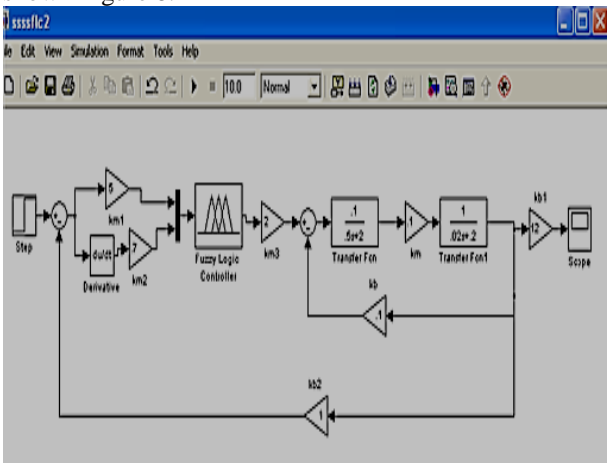 ssssflc2
le Edit View Simulation Format Tools Help
10.0 Normal
Step
5
km1
du/dt
Derivative
.7
km2
Fuzzy Logic
Controller
2
km3
.1
.5s+2
Transfer Fcn
.1
km
1
.02s+.2
Transfer Fcn1
kb1
12
Scope
kb
.1
kb2
1